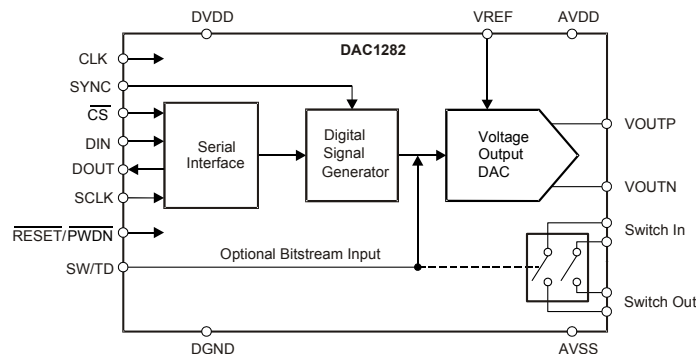 DVDD
VREF
AVDD
DAC1282
CLK
SYNC
CS
DIN
DOUT
SCLK
RESET/PWDN
SW/TD
Serial
Interface
Digital
Signal
Generator
Voltage
Output
DAC
VOUTP
VOUTN
Switch In
Optional Bitstream Input
Switch Out
DGND
AVSS